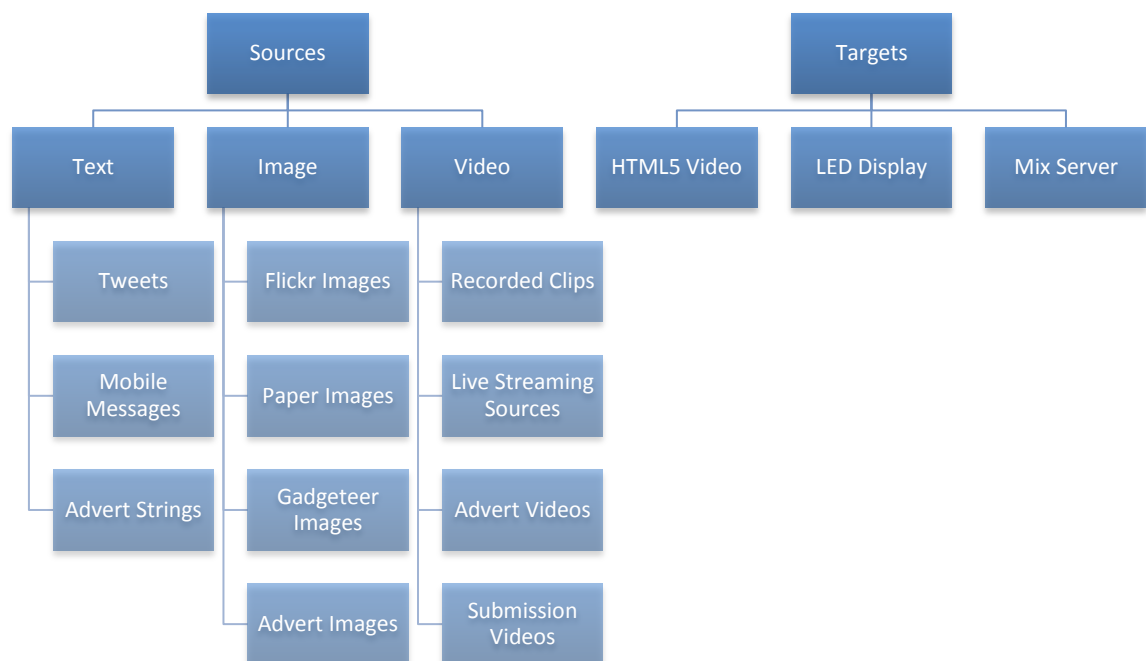 Sources
Targets
Text
Image
Video
HTML5 Video
LED Display
Mix Server
Tweets
Flickr Images
Recorded Clips
Mobile
Messages
Paper Images
Live Streaming
Sources
Advert Strings
Gadgeteer
Images
Advert Videos
Advert Images
Submission
Videos